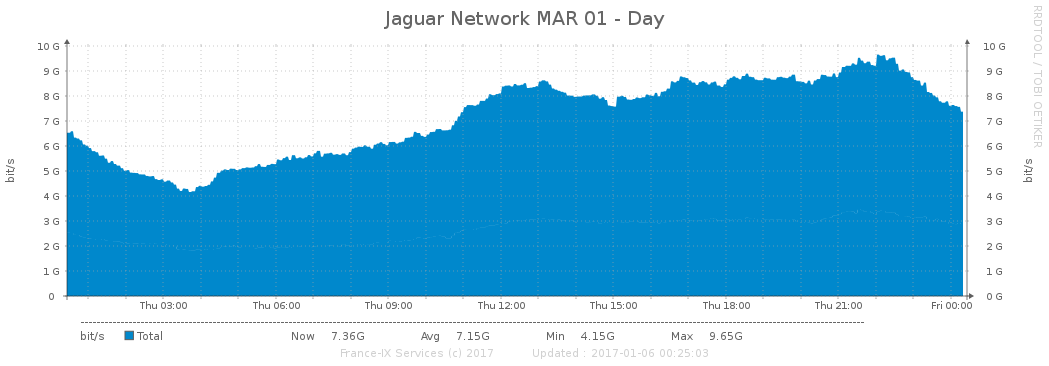 Jaguar Network MAR 01 - Day
RRDTOOL / TOBI OETIKER
bit/s
10 G
9 G
8 G
7 G
6 G
5 G
4 G
3 G
2 G
1 G
0
10 G
9 G
8 G
7 G
6 G
5 G
4 G
3 G
2 G
1 G
0 G
bit/s
Thu 03:00 Thu 06:00 Thu 09:00 Thu 12:00 Thu 15:00 Thu 18:00 Thu 21:00 Fri 00:00
bit/s Total Now 7.36G Avg 7.15G Min 4.15G Max 9.65G
France-IX Services (c) 2017 Updated : 2017-01-06 00:25:03